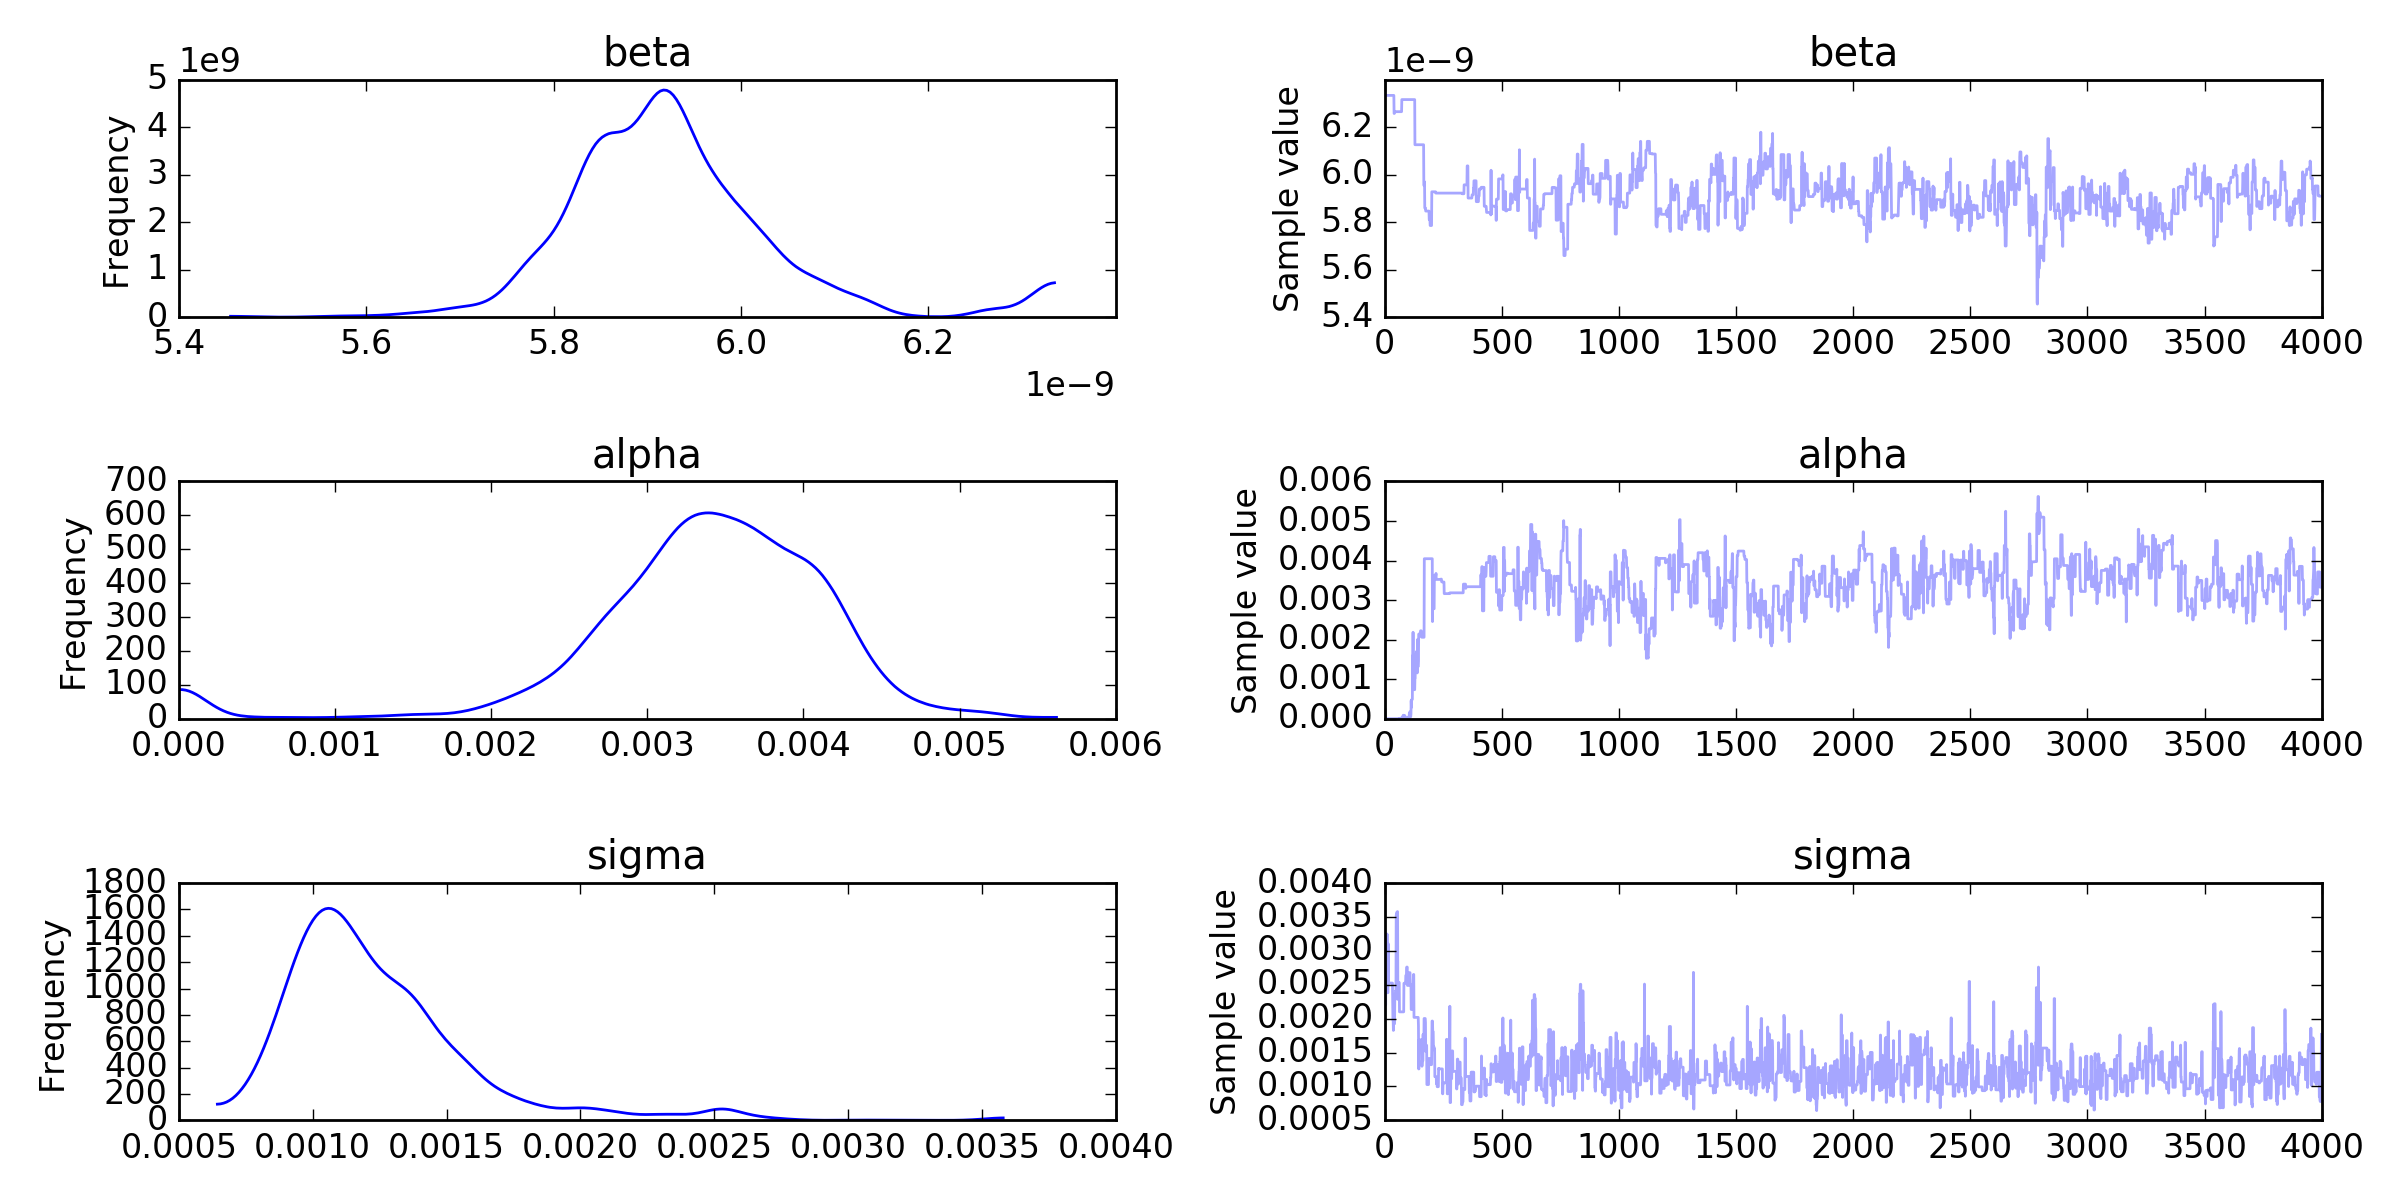 beta
1e9
5
4
3
2
1
0
Frequency
5.4 5.6 5.8 6.0 6.2
1e−9
beta
1e−9
6.2
6.0
5.8
5.6
5.4
Sample value
0 500 1000 1500 2000 2500 3000 3500 4000
alpha
700
600
500
400
300
200
100
0
Frequency
0.000 0.001 0.002 0.003 0.004 0.005 0.006
alpha
0.006
0.005
0.004
0.003
0.002
0.001
0.000
Sample value
0 500 1000 1500 2000 2500 3000 3500 4000
sigma
1800
1600
1400
1200
1000
800
600
400
200
0
Frequency
0.0005 0.0010 0.0015 0.0020 0.0025 0.0030 0.0035 0.0040
sigma
0.0040
0.0035
0.0030
0.0025
0.0020
0.0015
0.0010
0.0005
Sample value
0 500 1000 1500 2000 2500 3000 3500 4000